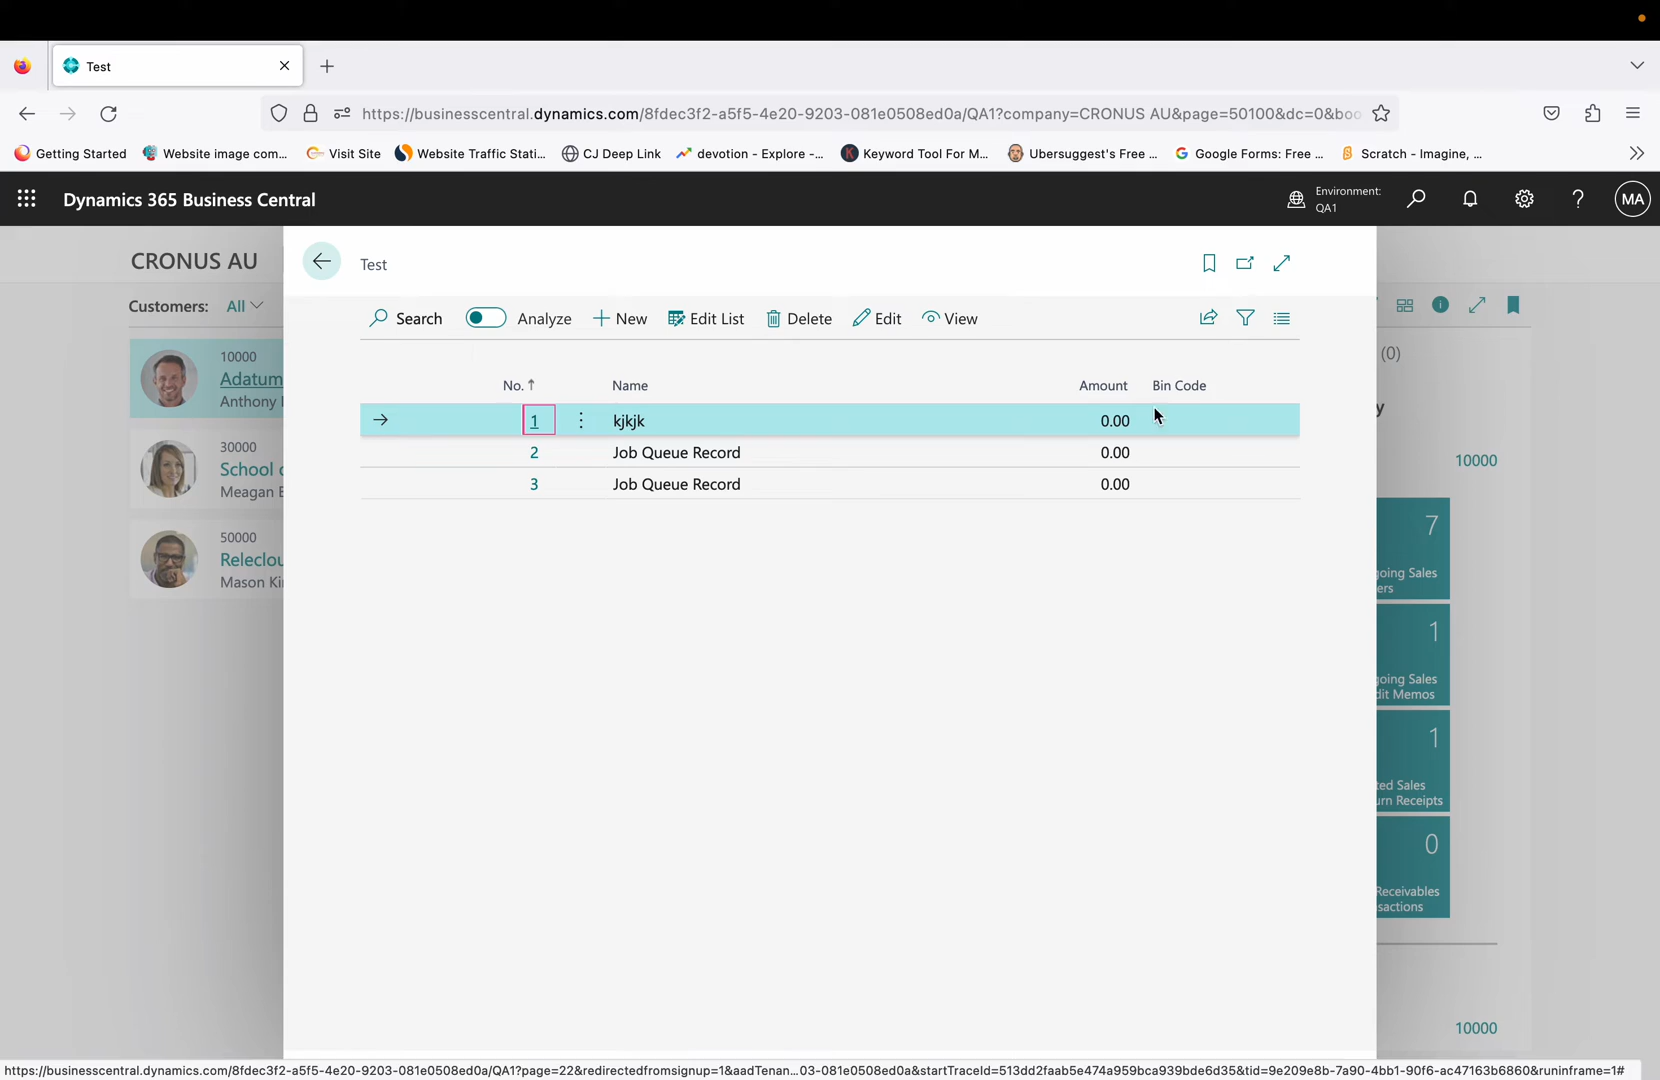 Test
https://businesscentral.dynamics.com/8fdec3f2-a5f5-4e20-9203-081e0508ed0a/QA1?company=CRONUS AU&page=50100&dc=0&boo
Getting Started
Website image com...
Visit Site
Website Traffic Stati...
CJ Deep Link
devotion - Explore -...
Keyword Tool For M...
Ubersuggest's Free ...
Google Forms: Free ...
Scratch - Imagine, ...
Dynamics 365 Business Central
Environment:
QA1
MA
CRONUS AU
Customers: All
10000
Adatum
Anthony
30000
School
Meagan
50000
Releclou
Mason Ki
Test
Search Analyze New Edit List Delete Edit View
No. Name Amount Bin Code
1 kjkjk 0.00
2 Job Queue Record 0.00
3 Job Queue Record 0.00
(0)
y
10000
7
going Sales
ers
1
going Sales
dit Memos
1
ted Sales
urn Receipts
0
Receivables
sactions
10000
https://businesscentral.dynamics.com/8fdec3f2-a5f5-4e20-9203-081e0508ed0a/QA1?page=22&redirectedfromsignup=1&aadTenan...03-081e0508ed0a&startTraceId=513dd2faab5e474a959bca939bde6d35&tid=9e209e8b-7a90-4bb1-90f6-ac47163b6860&runinframe=1#